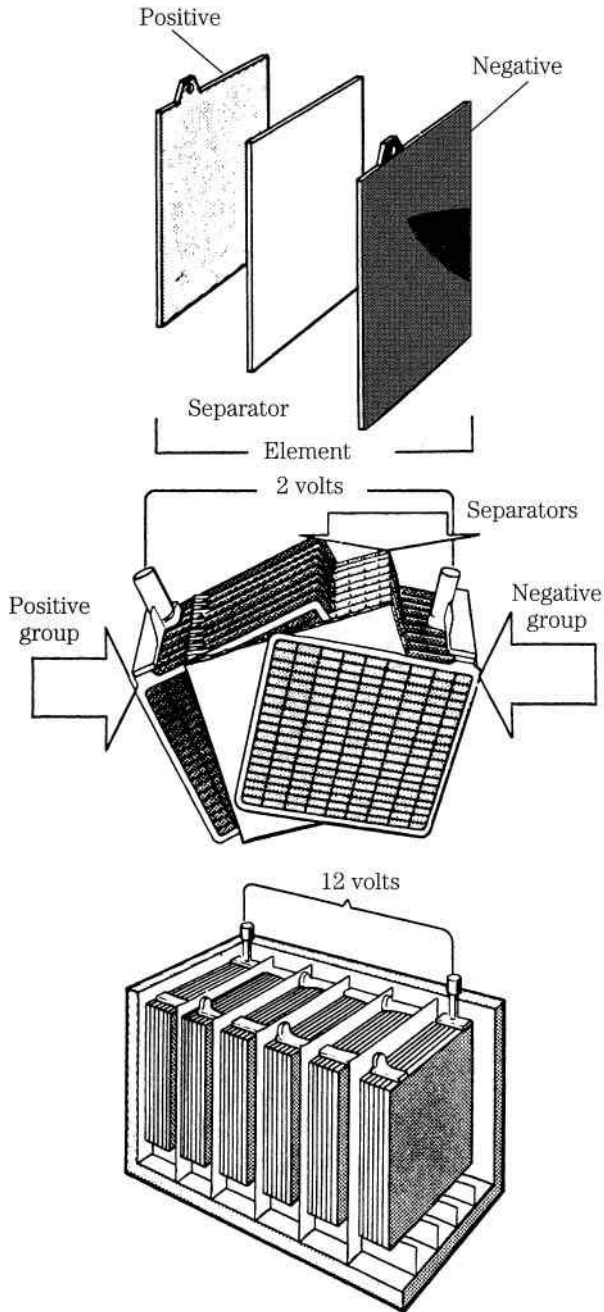 Positive
Negative
Separator
Element
2 volts
Separators
Positive
group
Negative
group
12 volts